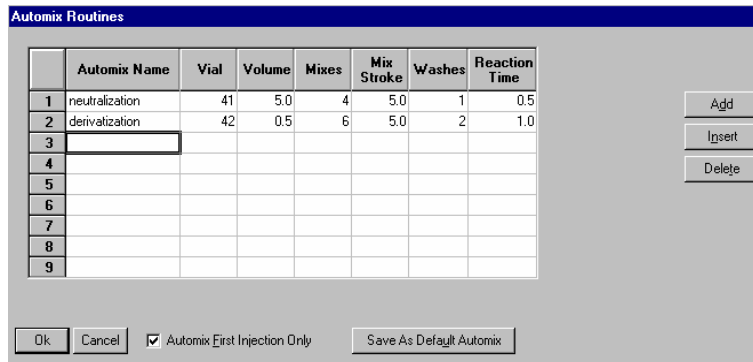 Automix Routines
Automix Name Vial Volume Mixes Mix Stroke Washes Reaction Time
1 neutralization 41 5.0 4 5.0 1 0.5
2 derivatization 42 0.5 6 5.0 2 1.0
3
4
5
6
7
8
9
Add
Insert
Delete
Ok Cancel Automix First Injection Only Save As Default Automix